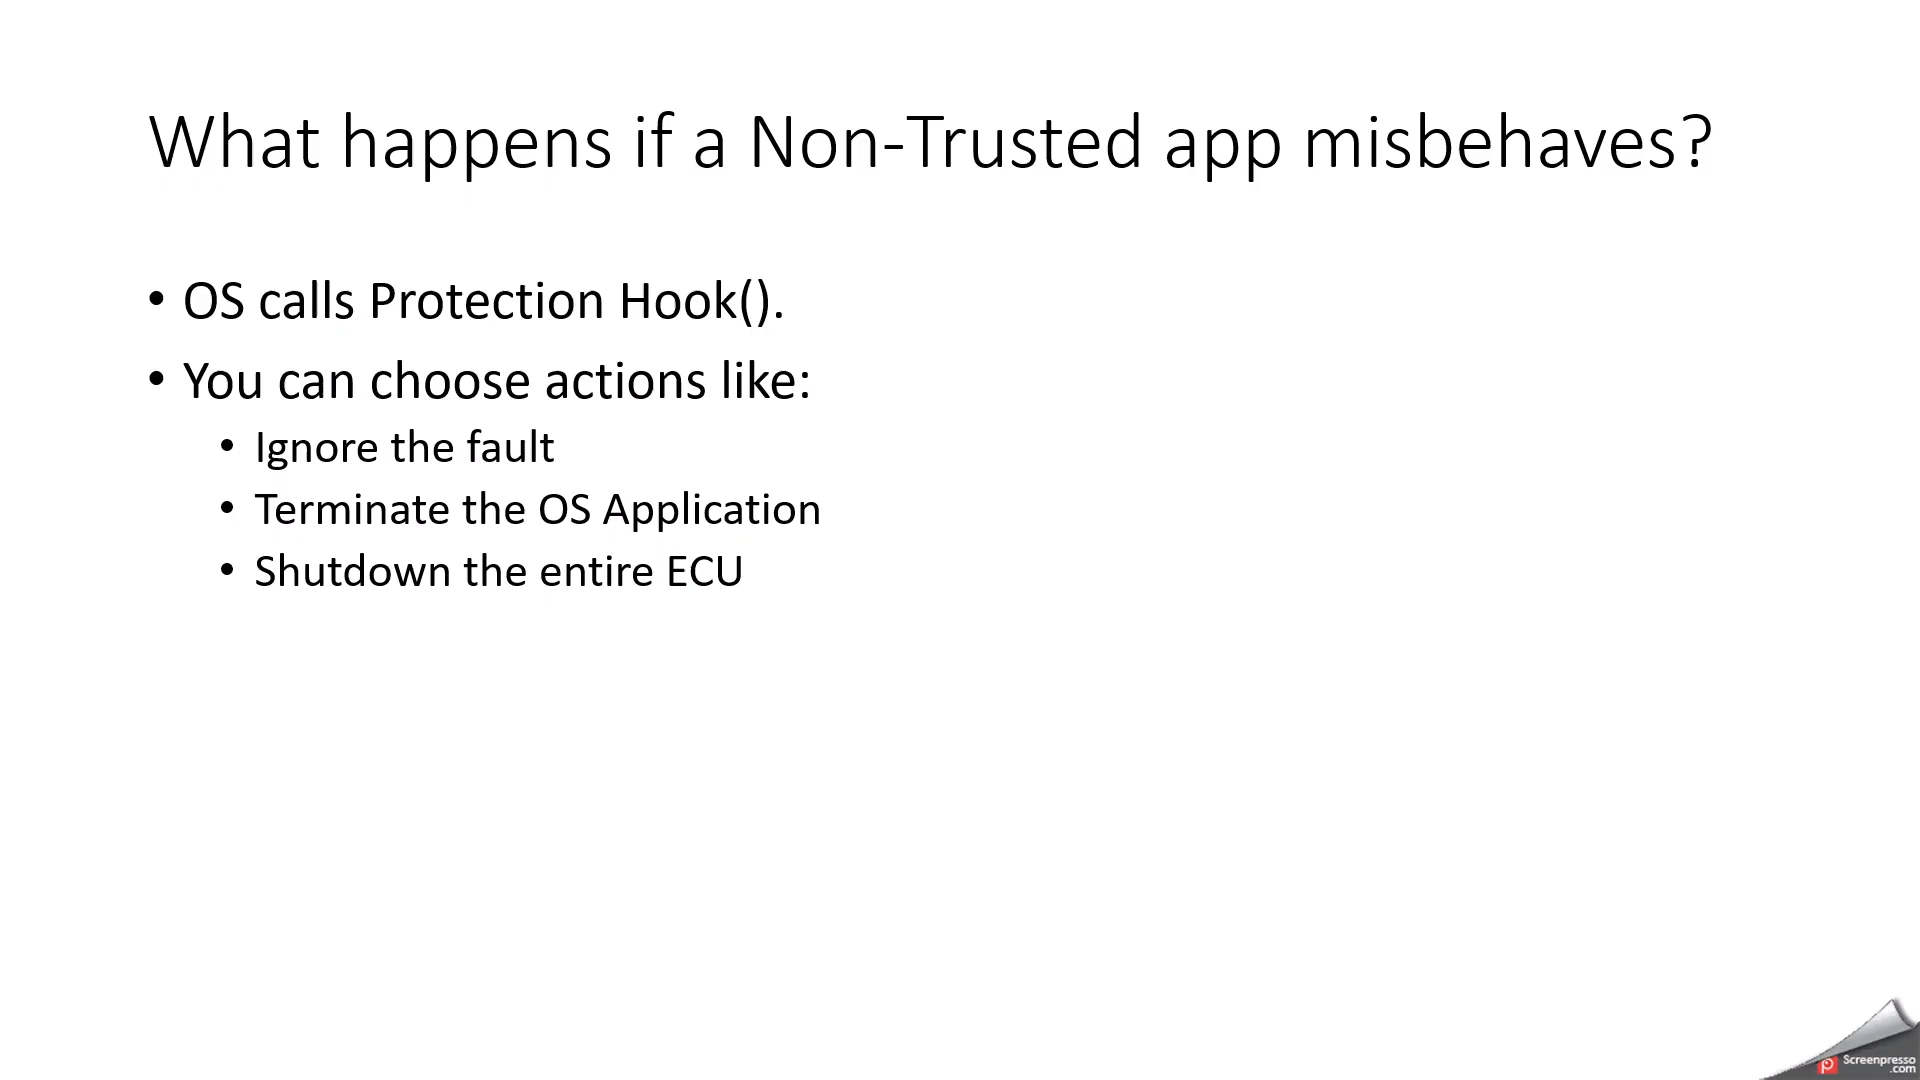 What happens if a Non-Trusted app misbehaves?
• OS calls Protection Hook().
• You can choose actions like:
• Ignore the fault
• Terminate the OS Application
• Shutdown the entire ECU
Screenpresso
.com